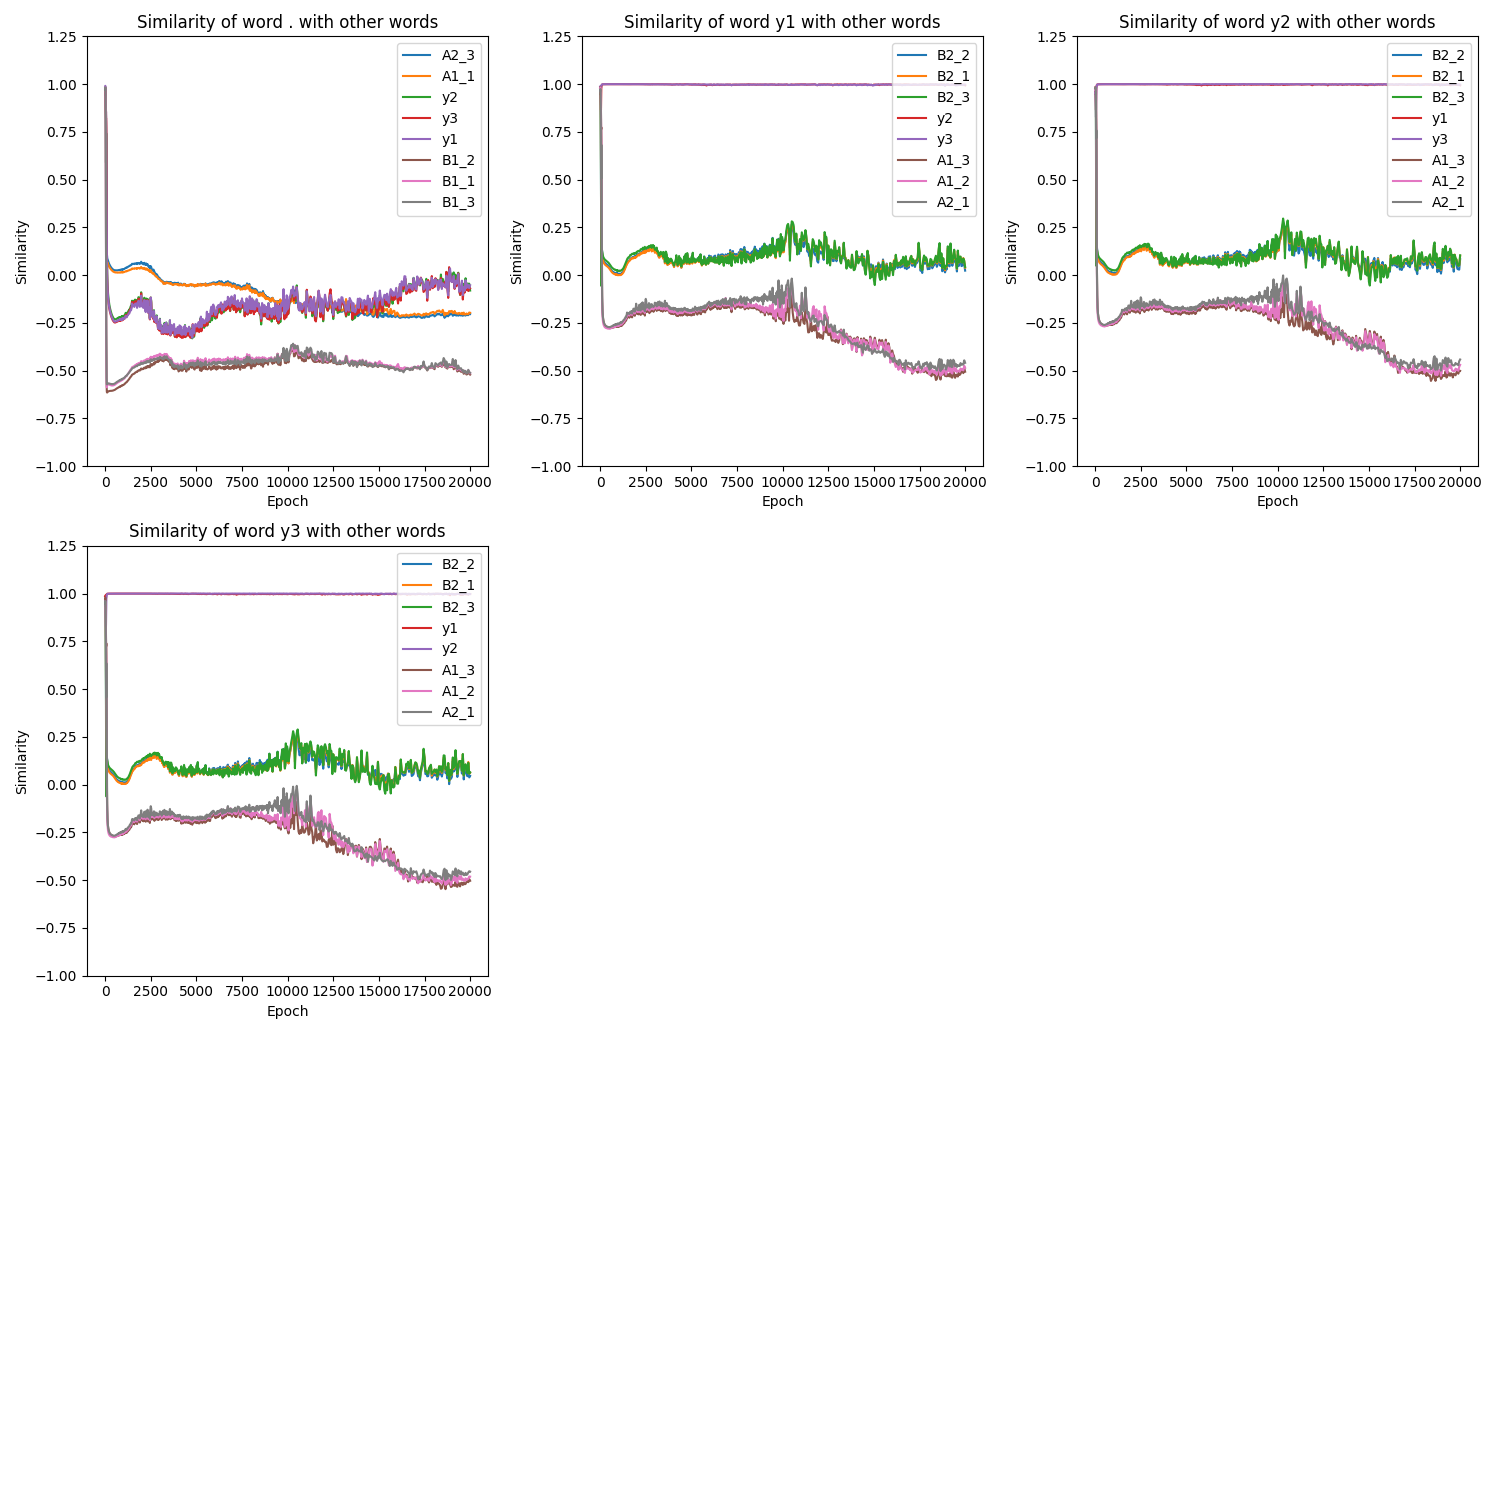 Similarity of word . with other words
1.25
1.00
0.75
0.50
0.25
0.00
−0.25
−0.50
−0.75
−1.00
Similarity
A2_3
A1_1
y2
y3
y1
B1_2
B1_1
B1_3
0 2500 5000 7500 10000 12500 15000 17500 20000
Epoch
Similarity of word y1 with other words
1.25
1.00
0.75
0.50
0.25
0.00
−0.25
−0.50
−0.75
−1.00
Similarity
B2_2
B2_1
B2_3
y2
y3
A1_3
A1_2
A2_1
0 2500 5000 7500 10000 12500 15000 17500 20000
Epoch
Similarity of word y2 with other words
1.25
1.00
0.75
0.50
0.25
0.00
−0.25
−0.50
−0.75
−1.00
Similarity
B2_2
B2_1
B2_3
y1
y3
A1_3
A1_2
A2_1
0 2500 5000 7500 10000 12500 15000 17500 20000
Epoch
Similarity of word y3 with other words
1.25
1.00
0.75
0.50
0.25
0.00
−0.25
−0.50
−0.75
−1.00
Similarity
B2_2
B2_1
B2_3
y1
y2
A1_3
A1_2
A2_1
0 2500 5000 7500 10000 12500 15000 17500 20000
Epoch